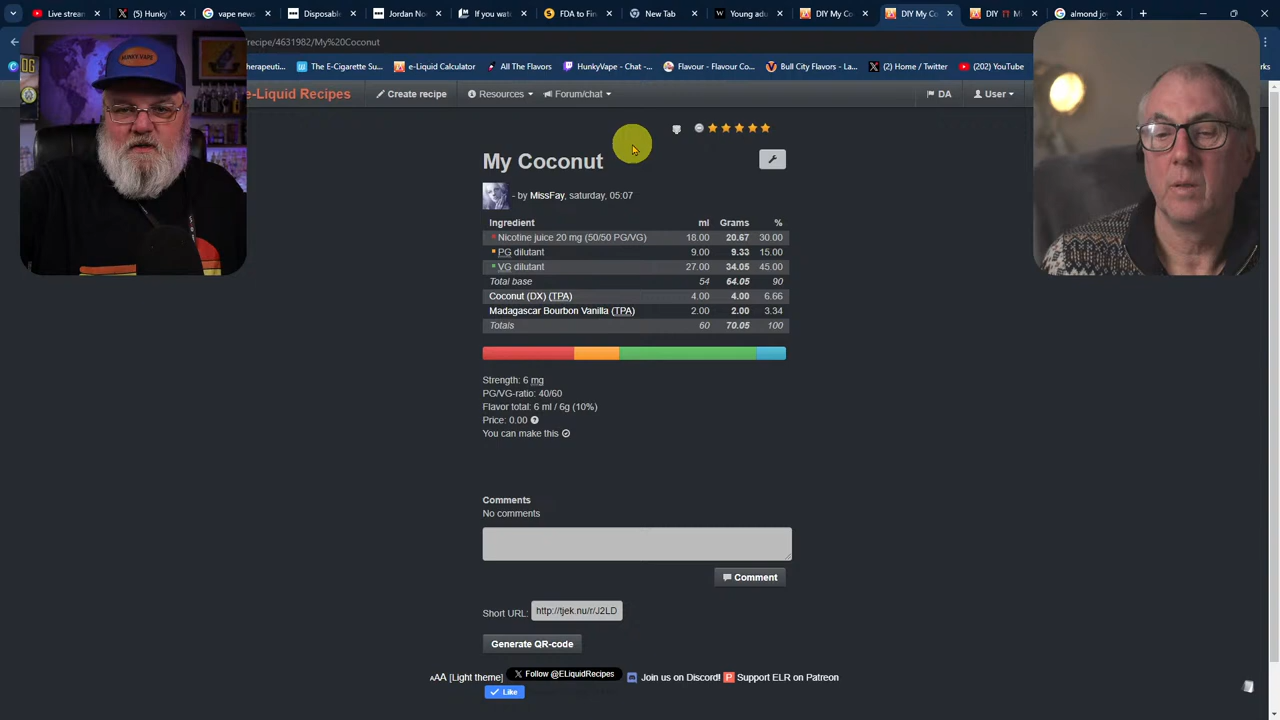 Live stream
(5) Hunky
vape news
Disposable
Jordan No
If you wat
FDA to Fin
New Tab
Young adu
DIY My Co
DIY My Co
DIY
almond jo
recipe/4631982/My%20Coconut
therapeuti...
The E-Cigarette Su...
e-Liquid Calculator
All The Flavors
HunkyVape - Chat -...
Flavour – Flavour Co...
Bull City Flavors - La...
(2) Home / Twitter
(202) YouTube
e-Liquid Recipes
Create recipe
Resources
Forum/chat
DA
User
HUNKY VAPE
My Coconut
- by MissFay, saturday, 05:07
Ingredient ml Grams %
Nicotine juice 20 mg (50/50 PG/VG) 18.00 20.67 30.00
PG dilutant 9.00 9.33 15.00
VG dilutant 27.00 34.05 45.00
Total base 54 64.05 90
Coconut (DX) (TPA) 4.00 4.00 6.66
Madagascar Bourbon Vanilla (TPA) 2.00 2.00 3.34
Totals 60 70.05 100
Strength: 6 mg
PG/VG-ratio: 40/60
Flavor total: 6 ml / 6g (10%)
Price: 0.00
You can make this
Comments
No comments
Comment
Short URL: http://tjek.nu/r/J2LD
Generate QR-code
AAA [Light theme] Follow @ELiquidRecipes Join us on Discord! Support ELR on Patreon
Like